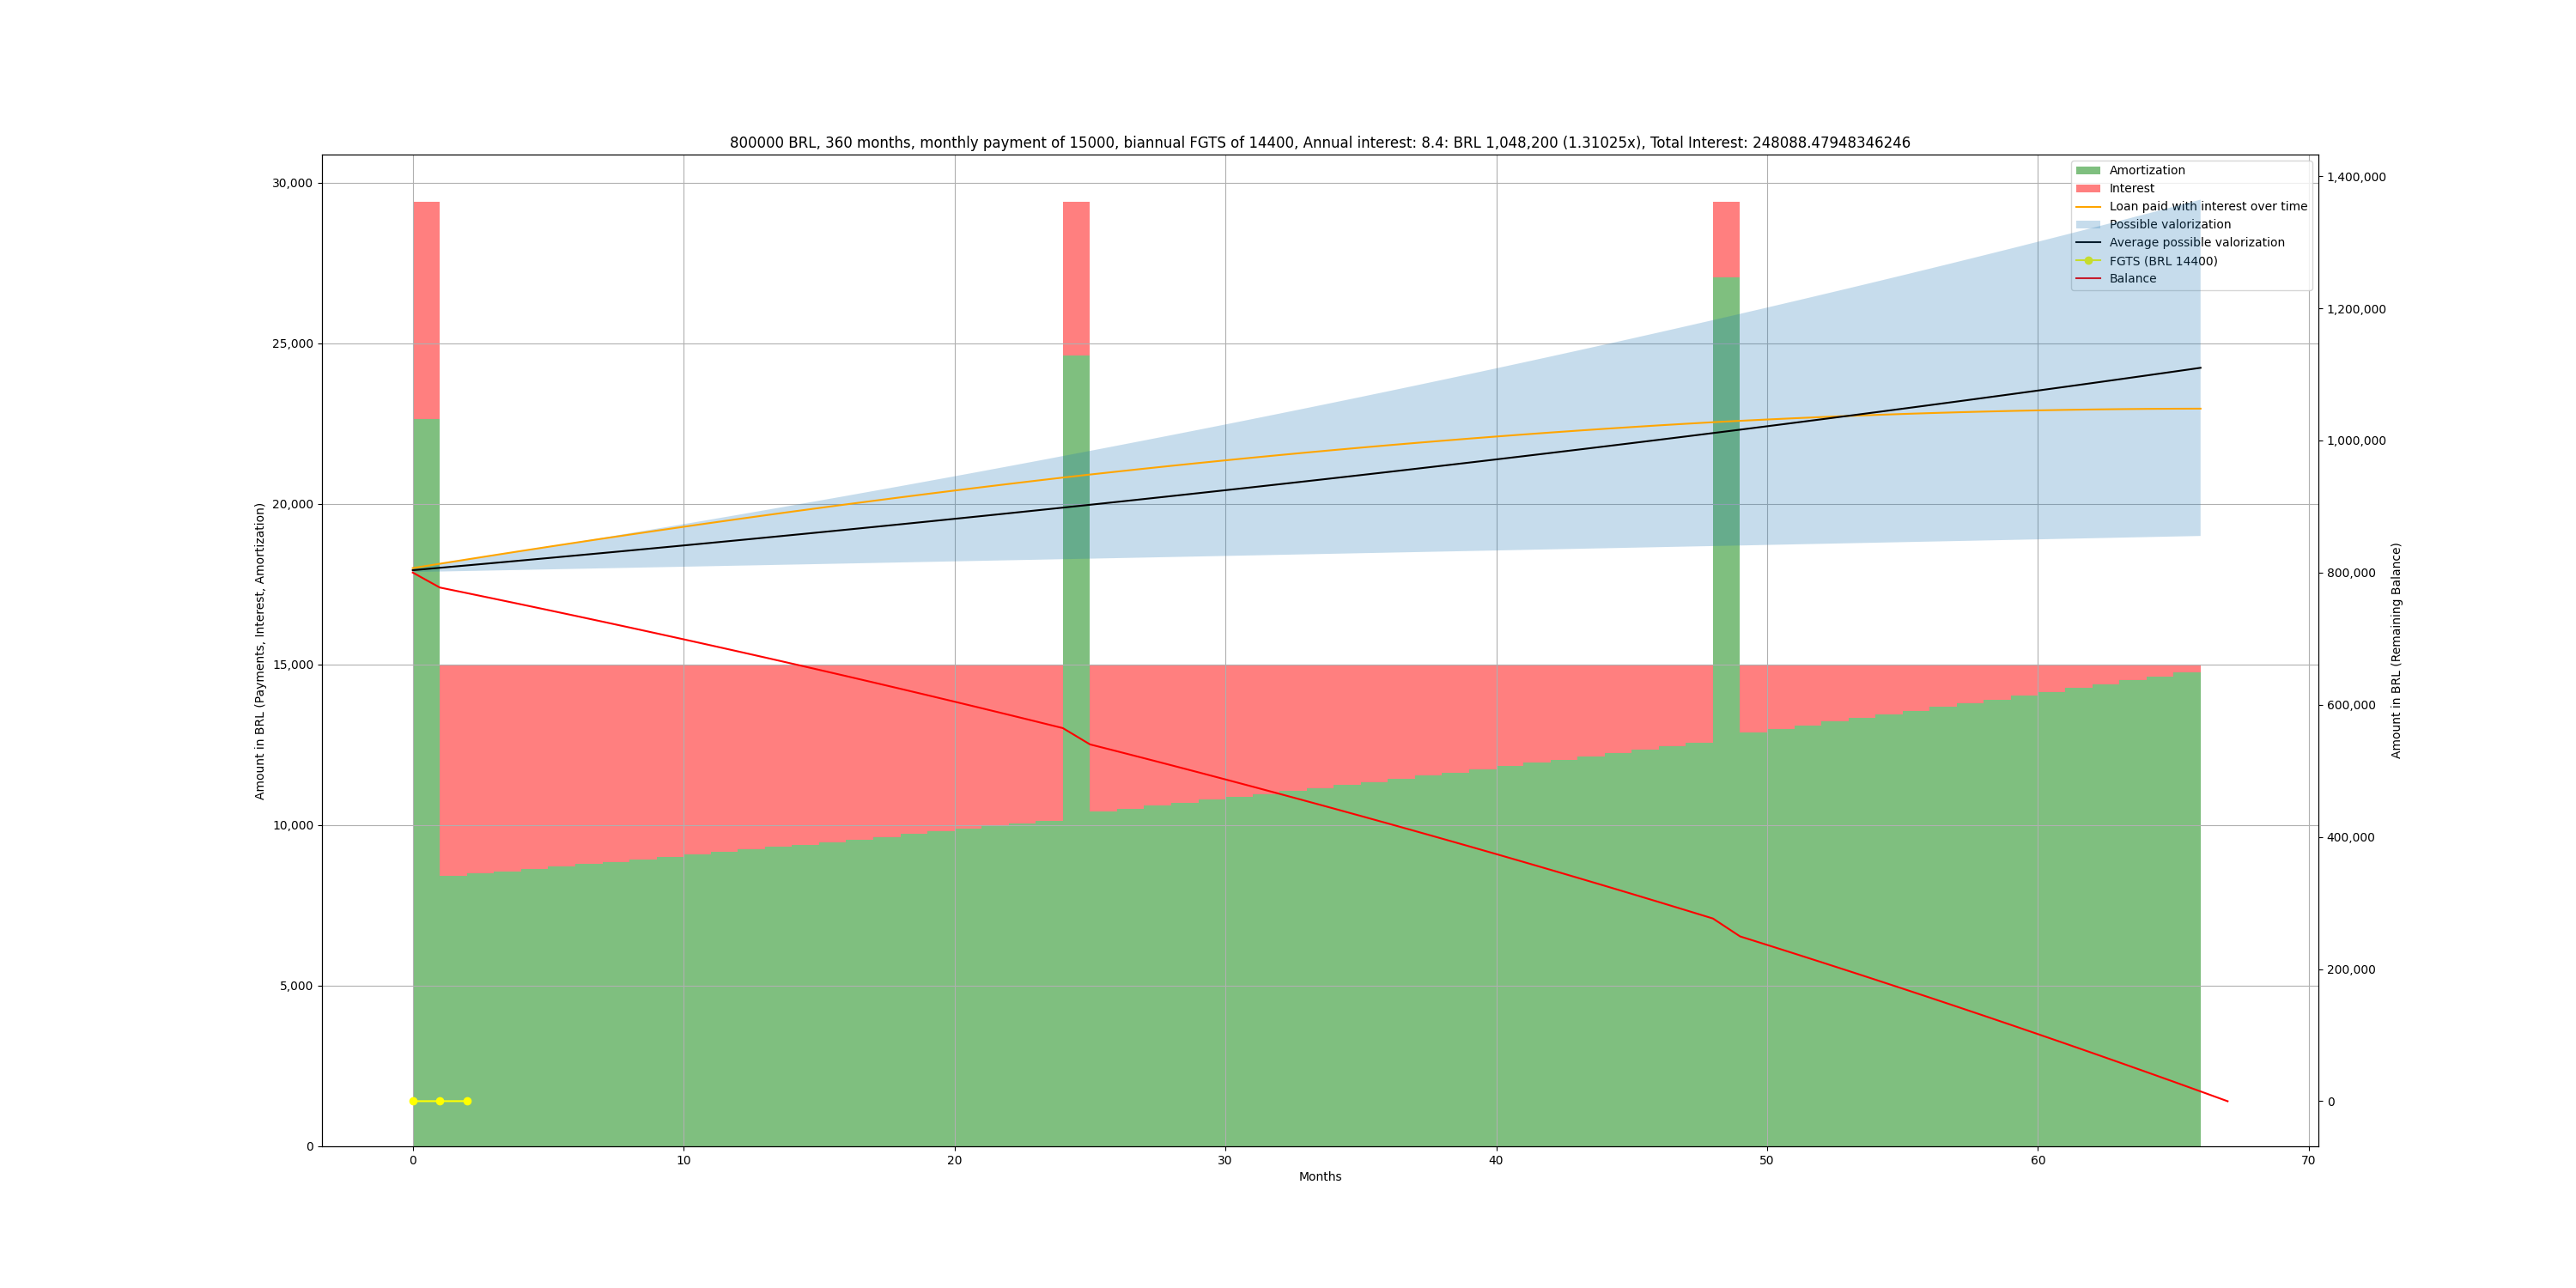 800000 BRL, 360 months, monthly payment of 15000, biannual FGTS of 14400, Annual interest: 8.4: BRL 1,048,200 (1.31025x), Total Interest: 248088.47948346246
Amortization
Interest
Loan paid with interest over time
Possible valorization
Average possible valorization
FGTS (BRL 14400)
Balance
Amount in BRL (Payments, Interest, Amortization)
30,000
25,000
20,000
15,000
10,000
5,000
0
1,400,000
1,200,000
1,000,000
800,000
600,000
400,000
200,000
0
Amount in BRL (Remaining Balance)
0
10
20
30
40
50
60
70
Months